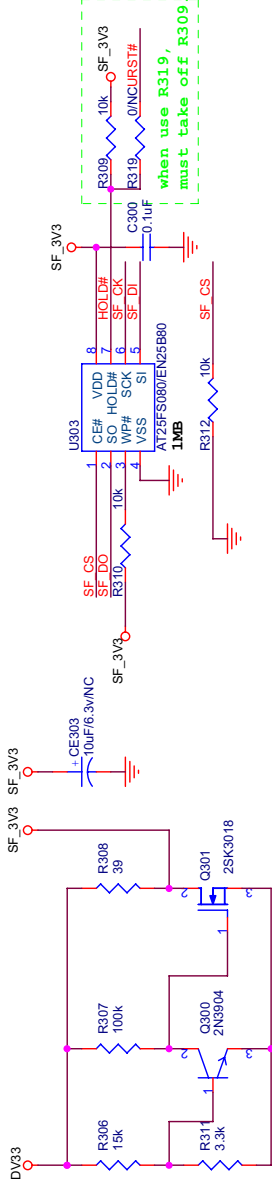 DV33
R306
15k
R311
3.3k
R307
100k
Q300
2N3904
1
2
3
R308
39
Q301
2SK3018
1
2
3
SF_3V3
SF_3V3
+
CE303
10uF/6.3v/NC
SF_3V3
R310
10k
SF_CS
SF_DO
1
2
3
4
U303
CE#
SO
WP#
VSS
VDD
HOLD#
SCK
SI
AT25FS080/EN25B80
1MB
8
7
6
5
HOLD#
SF_CK
SF_DI
SF_3V3
C300
0.1uF
R312
10k
SF_CS
R309
10k
SF_3V3
R319
0/NC
URST#
when use R319,
must take off R309.